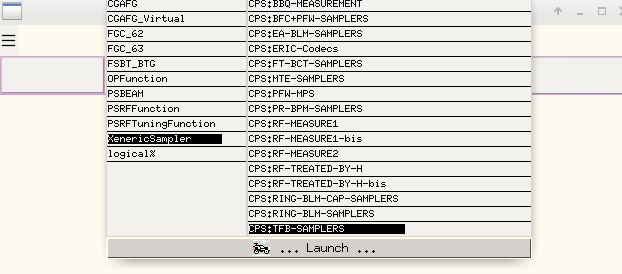 CGAFG
CGAFG_Virtual
FGC_62
FGC_63
FSBT_BTG
OPFunction
PSBEAM
PSRFFunction
PSRFTuningFunction
XenericSampler
logical%
CPS:BBQ-MEASUREMENT
CPS:BFC+PFW-SAMPLERS
CPS:EA-BLM-SAMPLERS
CPS:ERIC-Codecs
CPS:FT-BCT-SAMPLERS
CPS:MTE-SAMPLERS
CPS:PFW-MPS
CPS:PR-BPM-SAMPLERS
CPS:RF-MEASURE1
CPS:RF-MEASURE1-bis
CPS:RF-MEASURE2
CPS:RF-TREATED-BY-H
CPS:RF-TREATED-BY-H-bis
CPS:RING-BLM-CAP-SAMPLERS
CPS:RING-BLM-SAMPLERS
CPS:TFB-SAMPLERS
... Launch ...